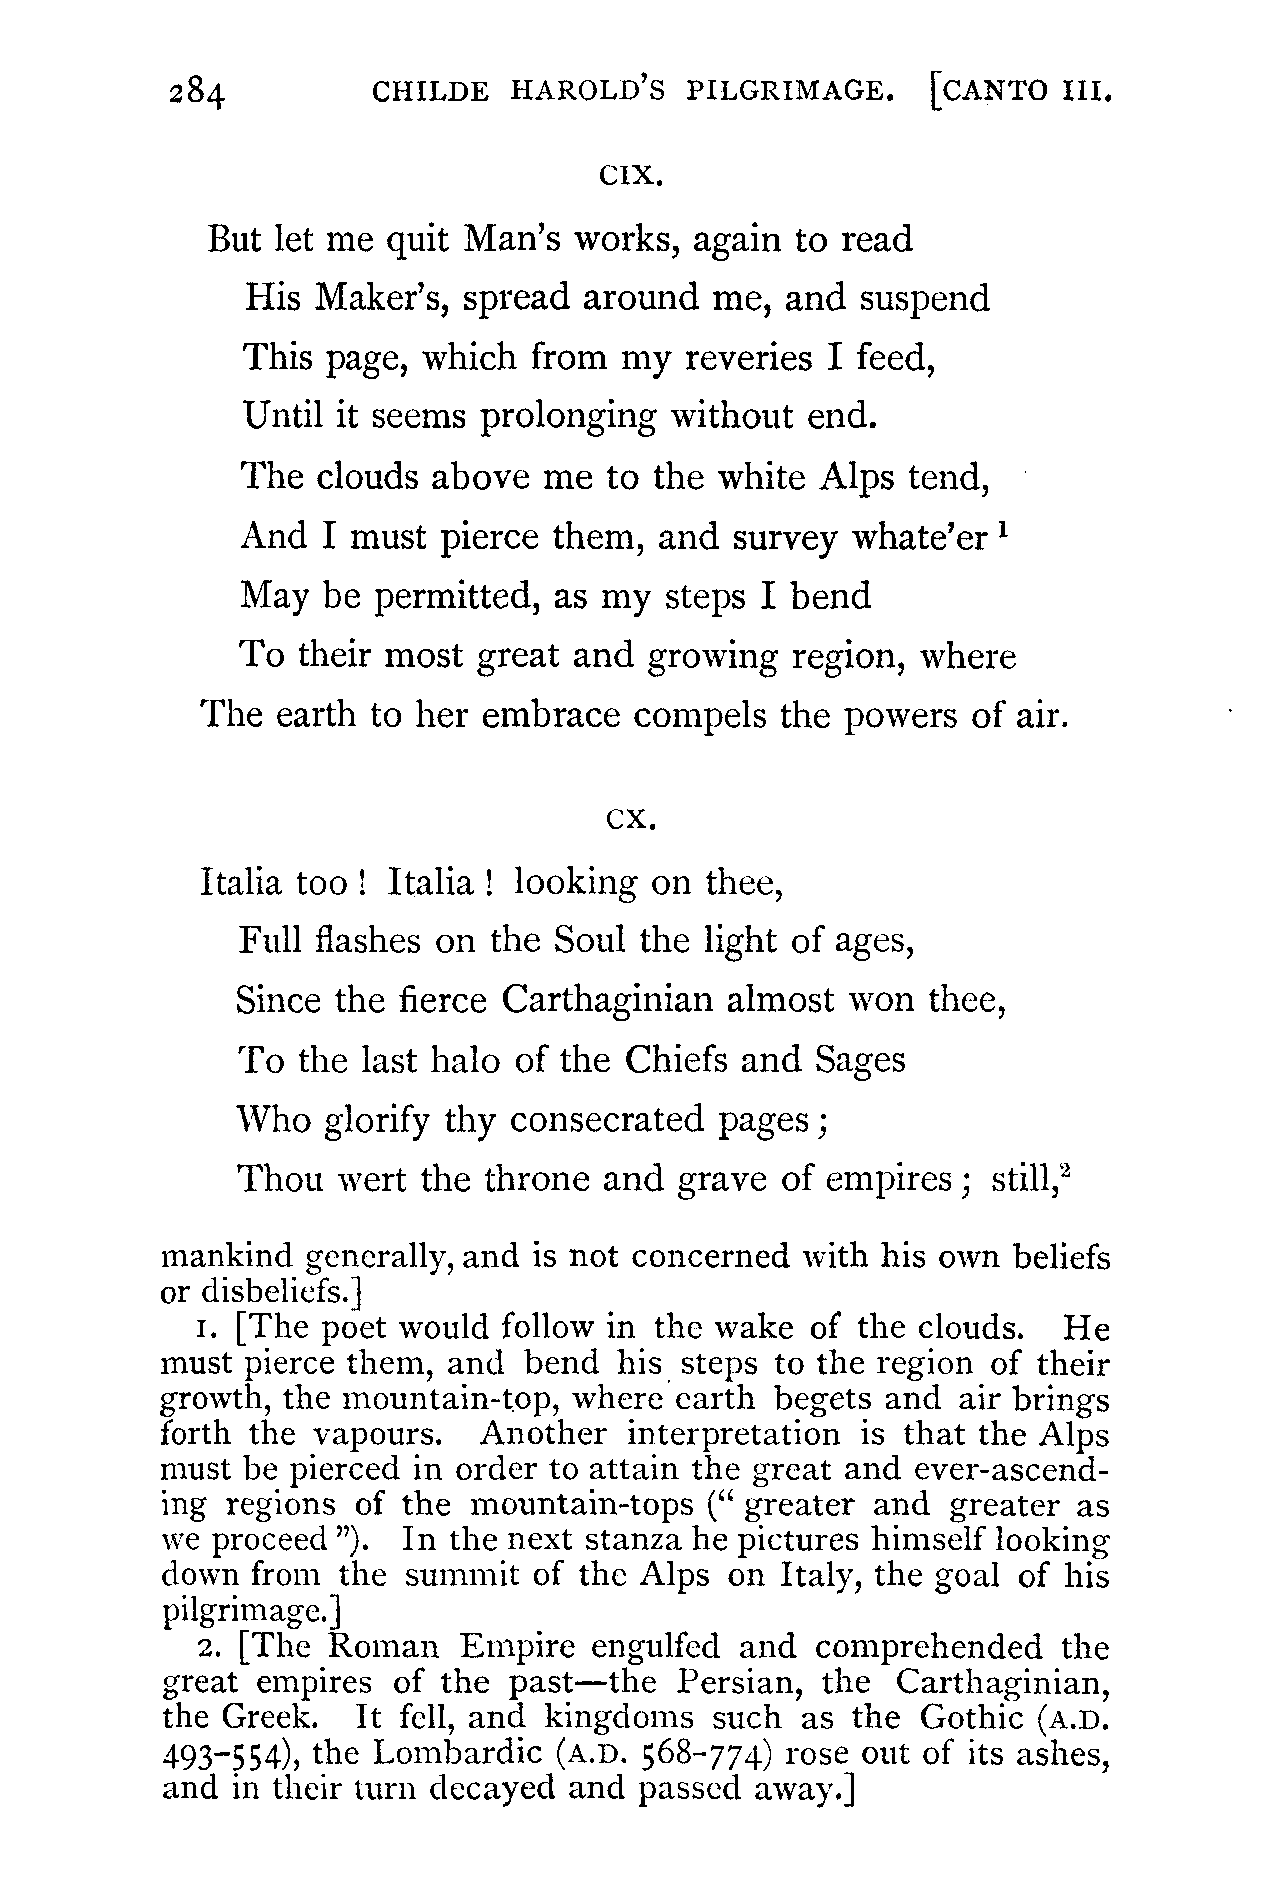 284 CHILDE HAROLD'S PILGRIMAGE. [CANTO III.
CIX.
But let me quit Man's works, again to read
His Maker's, spread around me, and suspend
This page, which from my reveries I feed,
Until it seems prolonging without end.
The clouds above me to the white Alps tend,
And I must pierce them, and survey whate'er ¹
May be permitted, as my steps I bend
To their most great and growing region, where
The earth to her embrace compels the powers of air.
CX.
Italia too ! Italia ! looking on thee,
Full flashes on the Soul the light of ages,
Since the fierce Carthaginian almost won thee,
To the last halo of the Chiefs and Sages
Who glorify thy consecrated pages ;
Thou wert the throne and grave of empires ; still,²
mankind generally, and is not concerned with his own beliefs
or disbeliefs.]
1. [The poet would follow in the wake of the clouds. He
must pierce them, and bend his steps to the region of their
growth, the mountain-top, where earth begets and air brings
forth the vapours. Another interpretation is that the Alps
must be pierced in order to attain the great and ever-ascend-
ing regions of the mountain-tops (" greater and greater as
we proceed "). In the next stanza he pictures himself looking
down from the summit of the Alps on Italy, the goal of his
pilgrimage.]
2. [The Roman Empire engulfed and comprehended the
great empires of the past—the Persian, the Carthaginian,
the Greek. It fell, and kingdoms such as the Gothic (A.D.
493-554), the Lombardic (A.D. 568-774) rose out of its ashes,
and in their turn decayed and passed away.]